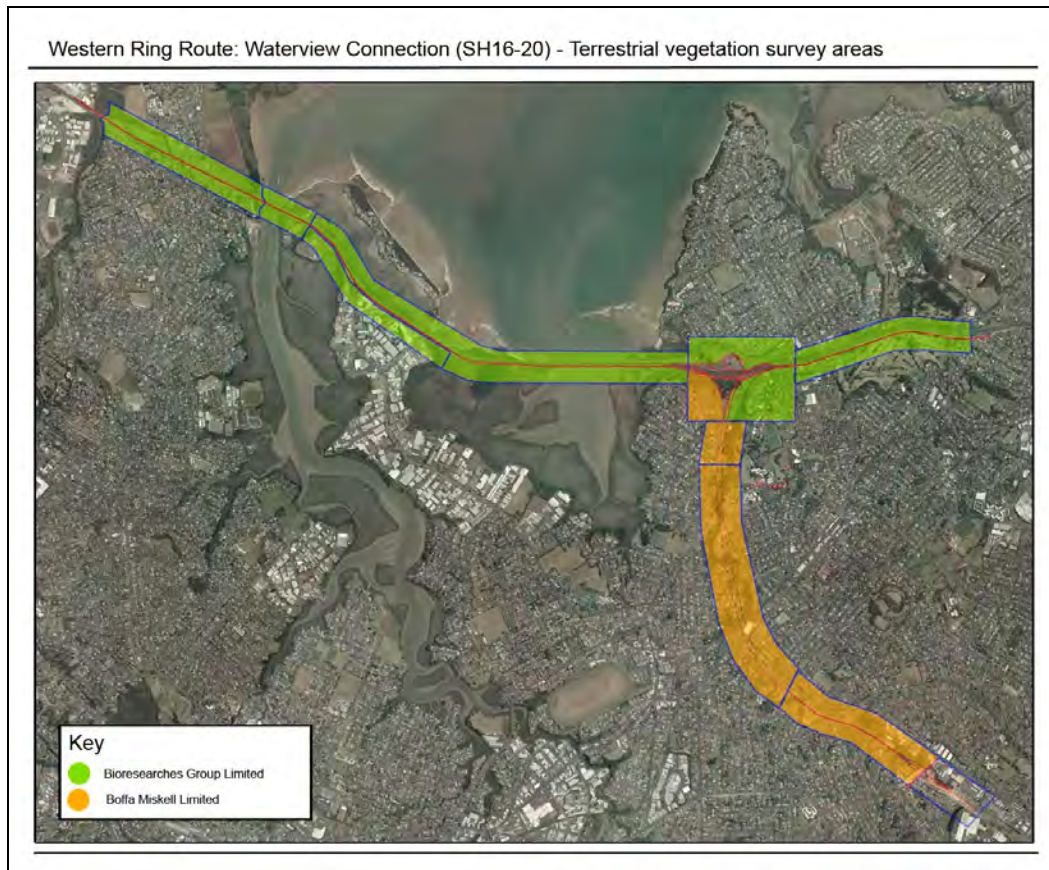 Western Ring Route: Waterview Connection (SH16-20) - Terrestrial vegetation survey areas
Key
Bioresearches Group Limited
Boffa Miskell Limited